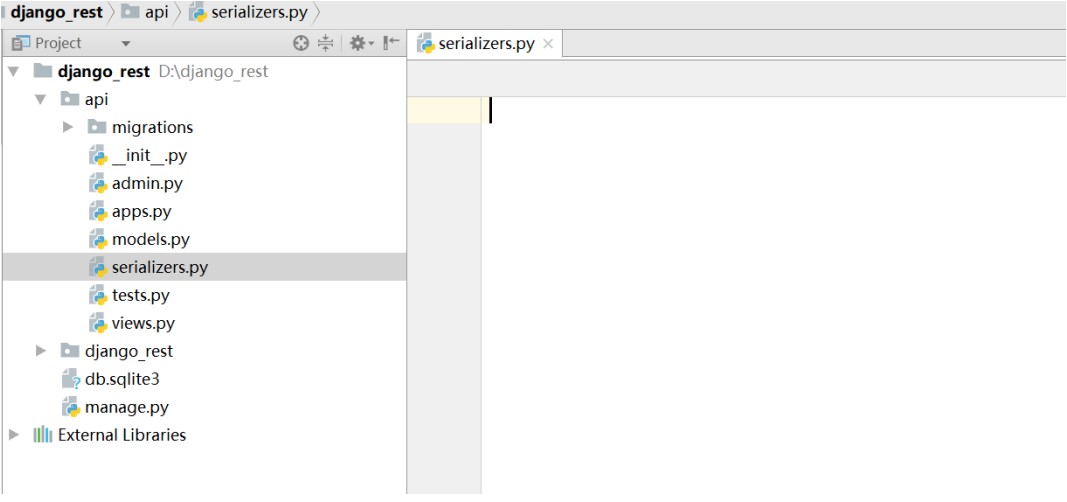 django_rest api serializers.py
Project serializers.py
django_rest D:\django_rest
api
migrations
__init__.py
admin.py
apps.py
models.py
serializers.py
tests.py
views.py
django_rest
db.sqlite3
manage.py
External Libraries